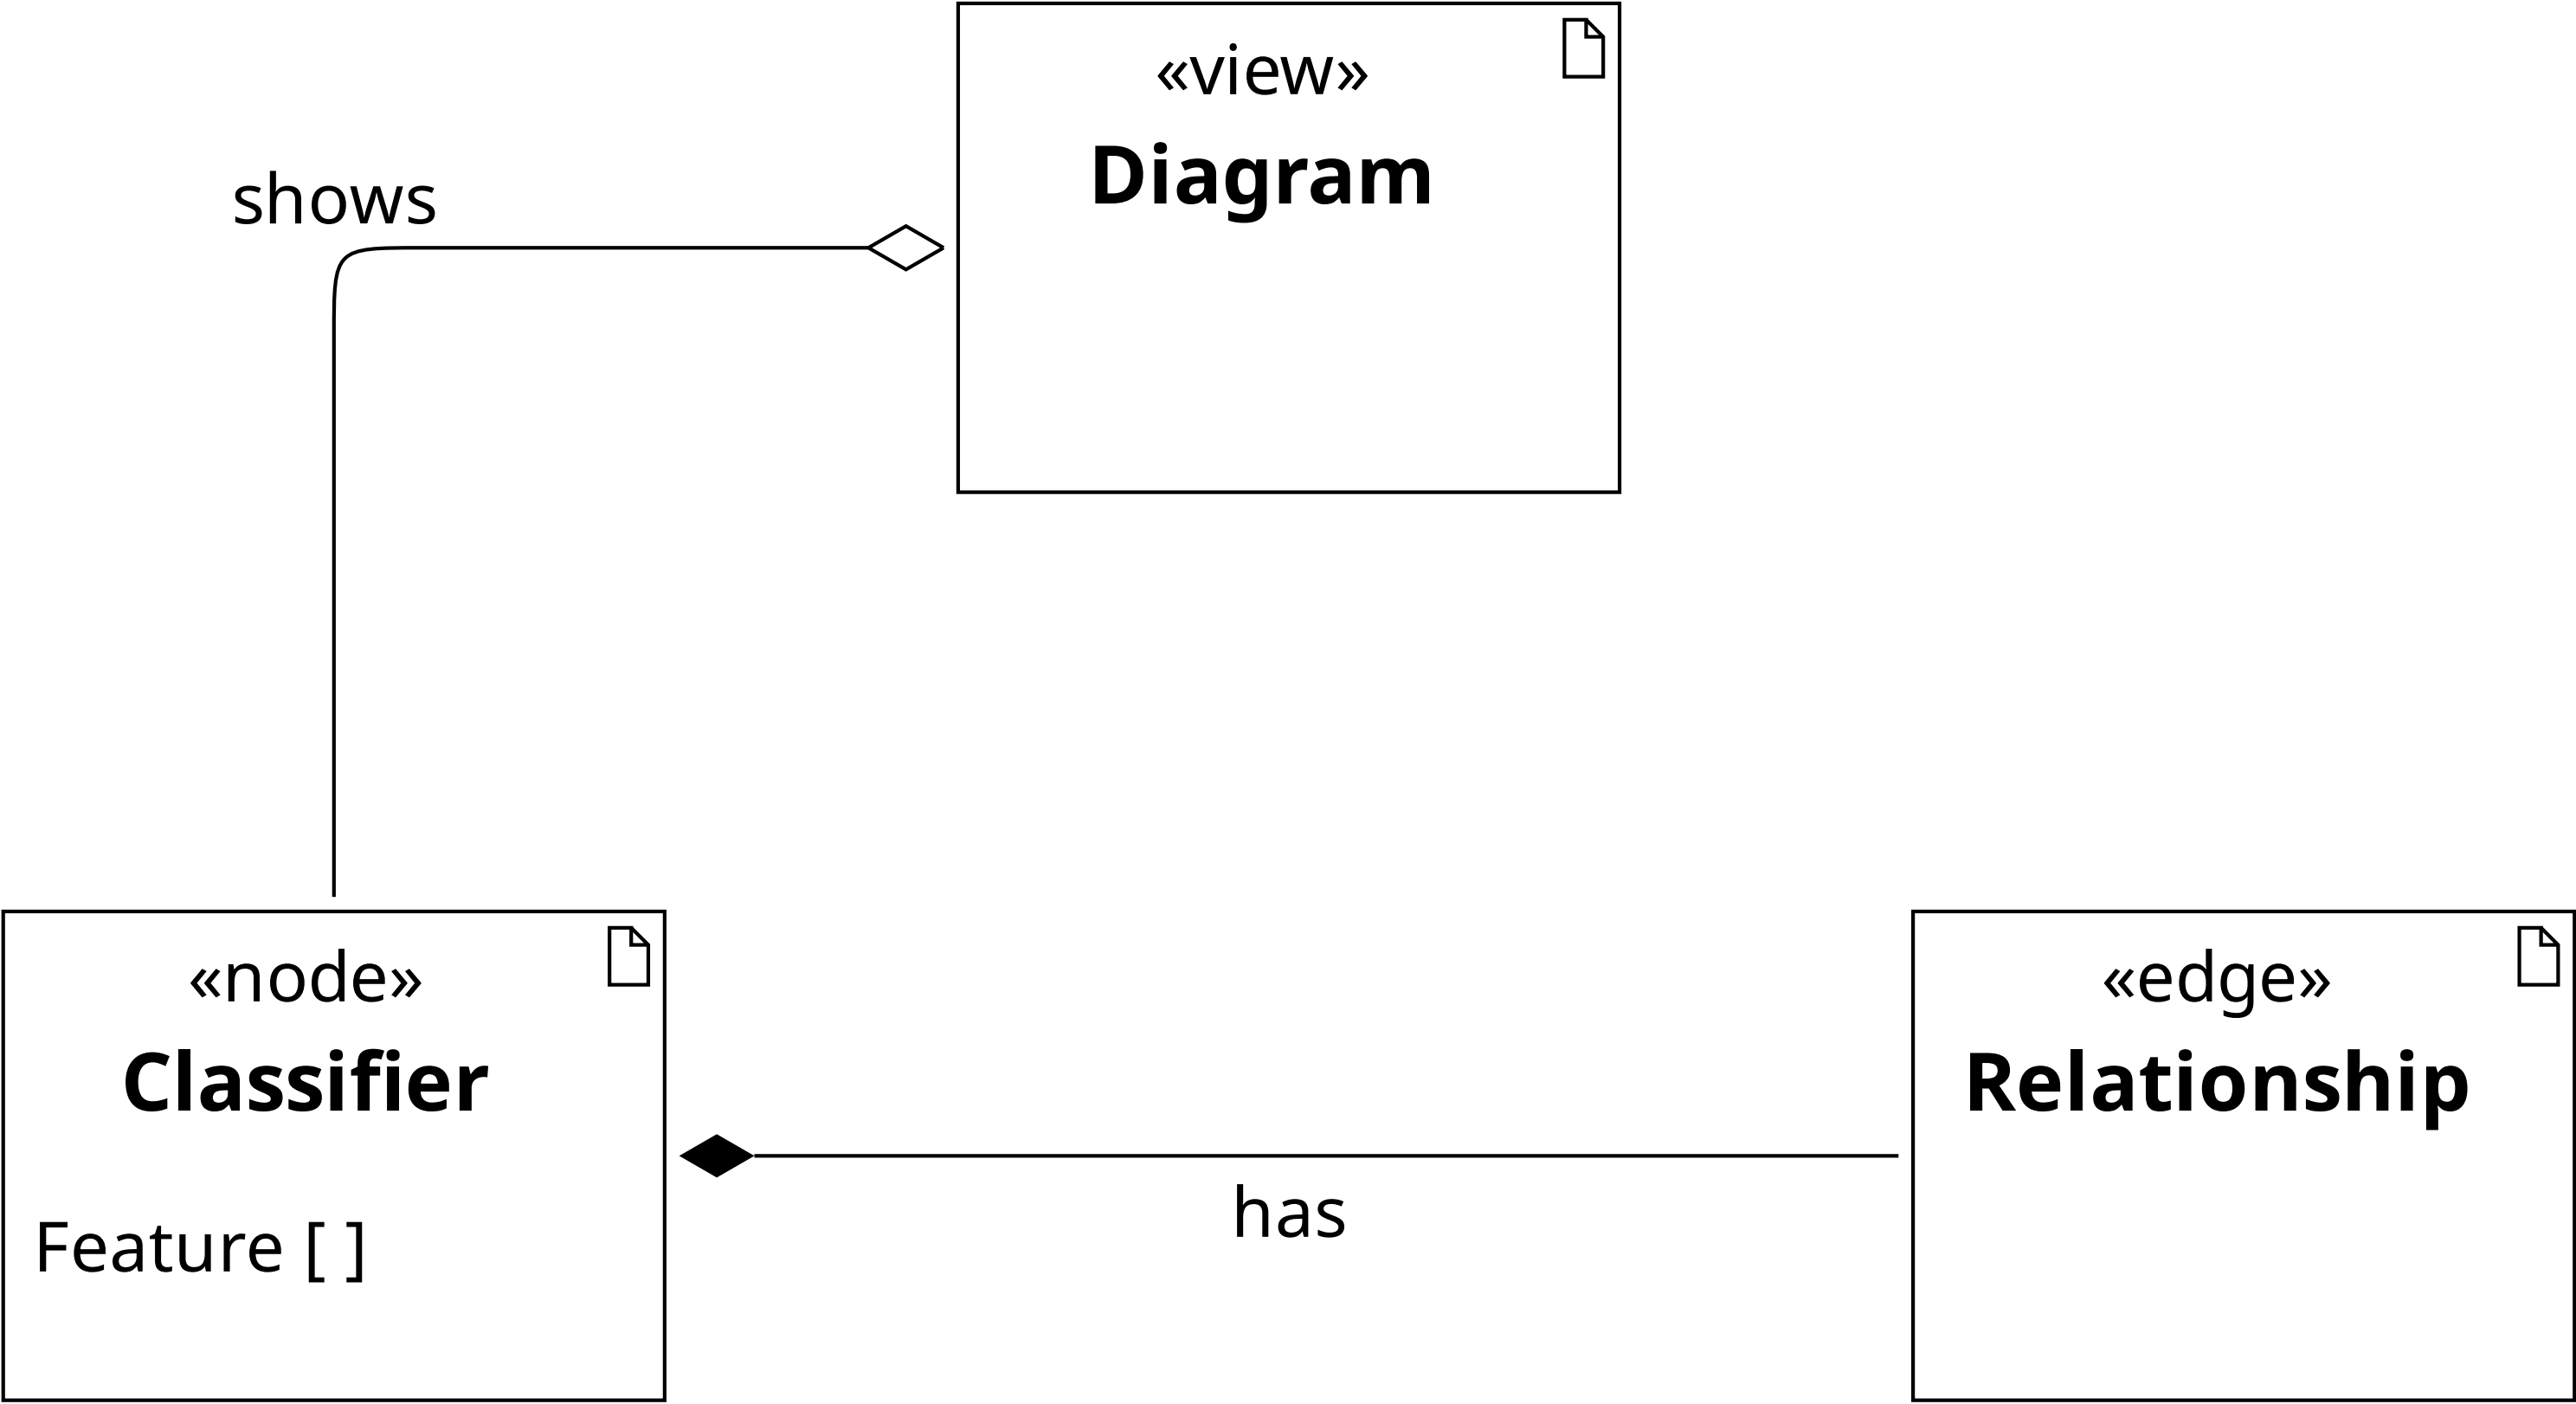 «view»
Diagram
shows
«node»
Classifier
Feature [ ]
has
«edge»
Relationship